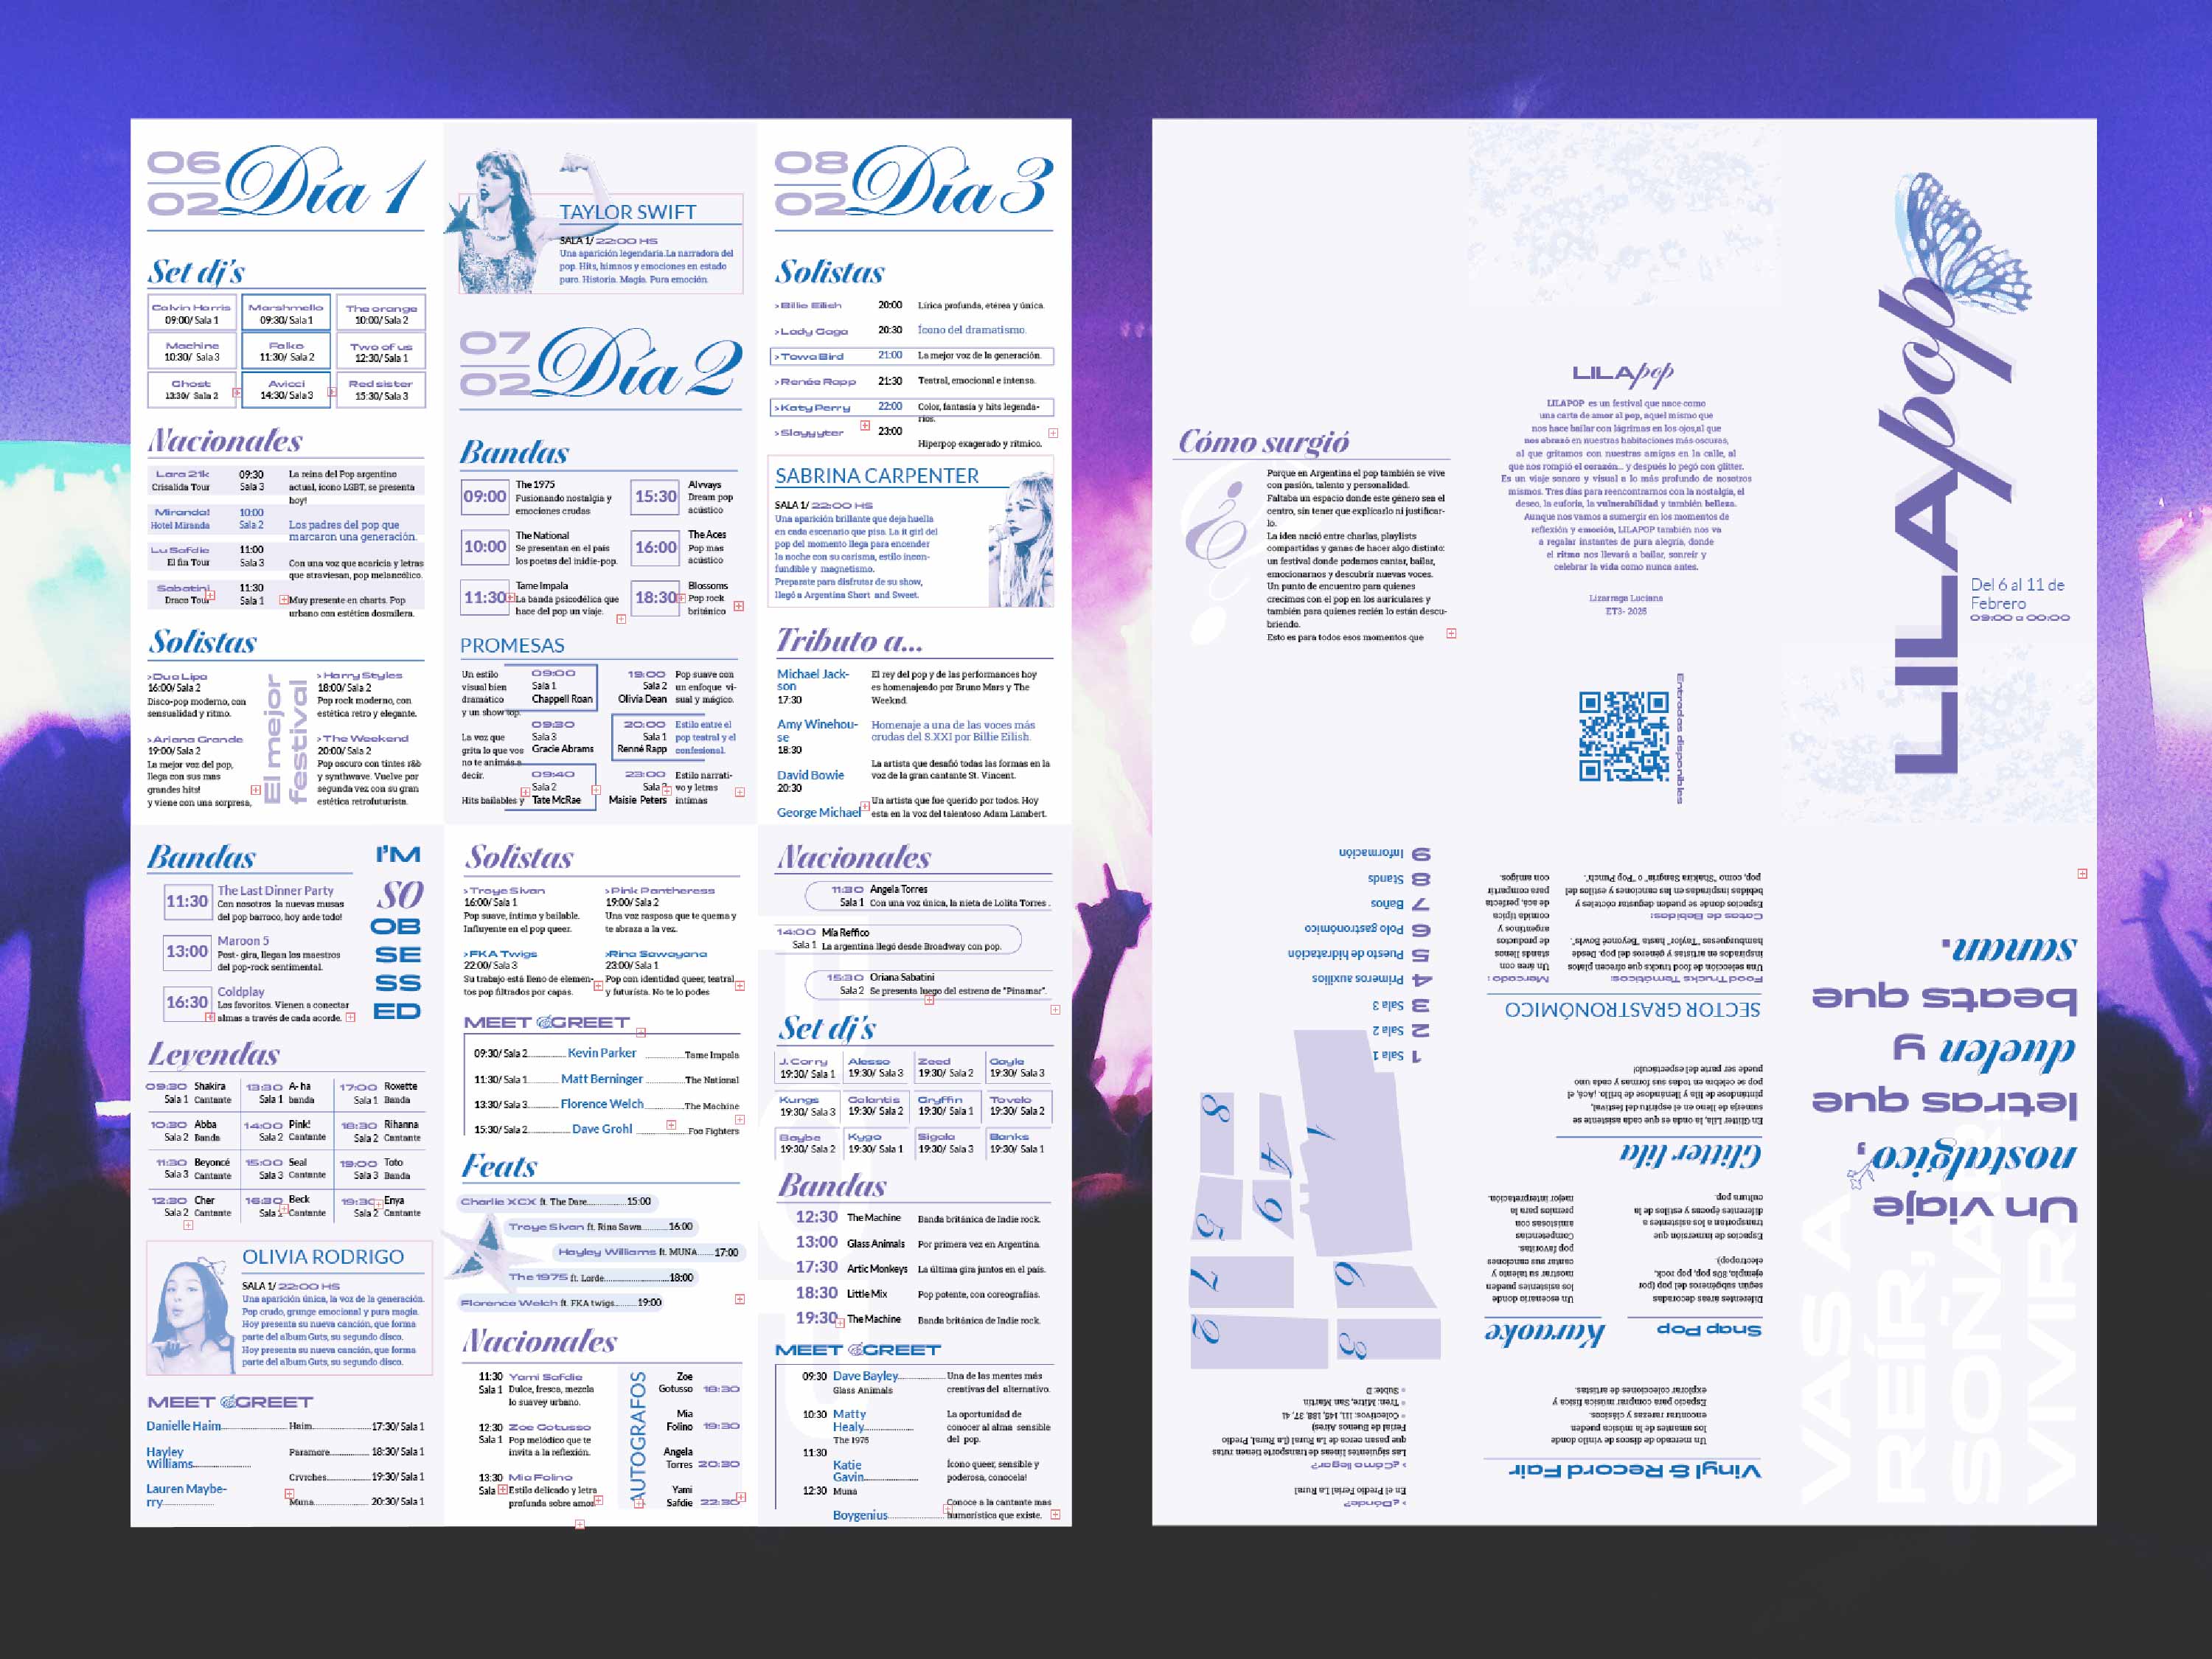 06
02
Día 1
Set dj's
Calvin Harris
09:00/ Sala 1
Marshmello
09:30/ Sala 1
The orange
10:00/ Sala 2
Machine
10:30/ Sala 3
Falko
11:30/ Sala 2
Two of us
12:30/ Sala 1
Ghost
13:30/ Sala 2
Avicci
14:30/ Sala 3
Red sister
15:30/ Sala 3
Nacionales
Lara 21k
Crisalida Tour
09:30
Sala 3
La reina del Pop argentino
actual, ícono LGBT, se presenta
hoy!
Miranda!
Hotel Miranda
10:00
Sala 2
Los padres del pop que
marcaron una generación.
Lu Safdie
El fin Tour
11:00
Sala 3
Con una voz que acaricia y letras
que atraviesan, pop melancólico.
Sabatini
Draco Tour
11:30
Sala 1
Muy presente en charts. Pop
urbano con estética dosmilera.
Solistas
>Dua Lipa
16:00/ Sala 2
Disco-pop moderno, con
sensualidad y ritmo.
>Ariana Grande
19:00/ Sala 2
La mejor voz del pop,
llega con sus mas
grandes hits!
y viene con una sorpresa,
El mejor
festival
>Harry Styles
18:00/ Sala 2
Pop rock moderno, con
estética retro y elegante.
>The Weekend
20:00/ Sala 2
Pop oscuro con tintes r&b
y synthwave. Vuelve por
segunda vez con su gran
estética retrofuturista.
TAYLOR SWIFT
SALA 1/ 22:00 HS
Una aparición legendaria.La narradora del
pop. Hits, himnos y emociones en estado
puro. Historia. Magia. Pura emoción.
07
02
Día 2
Bandas
09:00
The 1975
Fusionando nostalgia y
emociones crudas
15:30
Alvvays
Dream pop
acústico
10:00
The National
Se presentan en el país
los poetas del inidie-pop.
16:00
The Aces
Pop mas
acústico
11:30
Tame Impala
La banda psicodélica que
hace del pop un viaje.
18:30
Blossoms
Pop rock
británico
PROMESAS
Un estilo
visual bien
dramático
y un show top.
09:00
Sala 1
Chappell Roan
19:00
Sala 2
Olivia Dean
Pop suave con
un enfoque vi-
sual y mágico.
La voz que
grita lo que vos
no te animás a
decir.
09:30
Sala 3
Gracie Abrams
20:00
Sala 1
Renné Rapp
Estilo entre el
pop teatral y el
confesional.
Hits bailables y
09:40
Sala 2
Tate McRae
23:00
Sala
Maisie Peters
Estilo narrati-
vo y letras
íntimas
08
02
Día 3
Solistas
>Billie Eilish
20:00
Lírica profunda, etérea y única.
>Lady Gaga
20:30
Ícono del dramatismo.
>Towa Bird
21:00
La mejor voz de la generación.
>Renée Rapp
21:30
Teatral, emocional e intensa.
>Katy Perry
22:00
Color, fantasía y hits legenda-
rios.
>Slayyyter
23:00
Hiperpop exagerado y rítmico.
SABRINA CARPENTER
SALA 1/ 22:00 HS
Una aparición brillante que deja huella
en cada escenario que pisa. La it girl del
pop del momento llega para encender
la noche con su carisma, estilo incon-
fundible y magnetismo.
Preparate para disfrutar de su show,
llegó a Argentina Short and Sweet.
Tributo a...
Michael Jack-
son
17:30
El rey del pop y de las performances hoy
es homenajeado por Bruno Mars y The
Weeknd.
Amy Winehou-
se
18:30
Homenaje a una de las voces más
crudas del S.XXI por Billie Eilish.
David Bowie
20:30
La artista que desafió todas las formas en la
voz de la gran cantante St. Vincent.
George Michael
Un artista que fue querido por todos. Hoy
esta en la voz del talentoso Adam Lambert.
Bandas
11:30
The Last Dinner Party
Con nosotros la nuevas musas
del pop barroco, hoy arde todo!
13:00
Maroon 5
Post- gira, llegan los maestros
del pop-rock sentimental.
16:30
Coldplay
Los favoritos. Vienen a conectar
almas a través de cada acorde.
I'M
SO
OB
SE
SS
ED
Leyendas
09:30 Shakira
Sala 1 Cantante
13:30 A- ha
Sala 1 banda
17:00 Roxette
Sala 1 Banda
10:30 Abba
Sala 2 Banda
14:00 Pink!
Sala 2 Cantante
18:30 Rihanna
Sala 2 Cantante
11:30 Beyoncé
Sala 3 Cantante
15:00 Seal
Sala 3 Cantante
19:00 Toto
Sala 3 Banda
12:30 Cher
Sala 2 Cantante
16:30 Beck
Sala Cantante
19:30 Enya
Sala 2 Cantante
OLIVIA RODRIGO
SALA 1/ 22:00 HS
Una aparición única, la voz de la generación.
Pop crudo, grunge emocional y pura magia.
Hoy presenta su nueva canción, que forma
parte del album Guts, su segundo disco.
Hoy presenta su nueva canción, que forma
parte del album Guts, su segundo disco.
MEET & GREET
Danielle Haim........Haim........17:30/ Sala 1
Hayley
Williams........Paramore........18:30/ Sala 1
Crvrches........19:30/ Sala 1
Lauren Maybe-
rry........Muna........20:30/ Sala 1
Solistas
>Troye Sivan
16:00/ Sala 1
Pop suave, íntimo y bailable.
Influyente en el pop queer.
>Pink Pantheress
19:00/ Sala 2
Una voz rasposa que te quema y
te abraza a la vez.
>FKA Twigs
22:00/ Sala 3
Su trabajo está lleno de elemen-
tos pop filtrados por capas.
>Rina Sawayana
23:00/ Sala 1
Pop con identidad queer, teatral
y futurista. No te lo podes
MEET & GREET
09:30/ Sala 2........Kevin Parker........Tame Impala
11:30/ Sala 1........Matt Berninger........The National
13:30/ Sala 3........Florence Welch........The Machine
15:30/ Sala 2........Dave Grohl........Foo Fighters
Feats
Charlie XCX ft. The Dare........15:00
Troye Sivan ft. Rina Sawa........16:00
Hayley Williams ft. MUNA......17:00
The 1975 ft. Lorde........18:00
Florence Welch ft. FKA twigs........19:00
Nacionales
11:30
Sala 1
Yami Safdie
Dulce, fresca, mezcla
lo suavey urbano.
12:30
Sala 1
Zoe Gotusso
Pop melódico que te
invita a la reflexión.
13:30
Sala
Mia Folino
Estilo delicado y letra
profunda sobre amor
AUTOGRAFOS
Zoe
Gotusso 18:30
Mia
Folino 19:30
Angela
Torres 20:30
Yami
Safdie 22:30
Nacionales
11:30 Angela Torres
Sala 1 Con una voz única, la nieta de Lolita Torres .
14:00 Mía Reffico
Sala 1 La argentina llegó desde Broadway con pop.
15:30 Oriana Sabatini
Sala 2 Se presenta luego del estreno de "Pinamar".
Set dj's
J.Corry
19:30/ Sala 1
Alesso
19:30/ Sala 3
Zeed
19:30/ Sala 2
Gayle
19:30/ Sala 3
Kungs
19:30/ Sala 3
Galantis
19:30/ Sala 2
Gryffin
19:30/ Sala 1
Tovelo
19:30/ Sala 2
Baybe
19:30/ Sala 2
Kygo
19:30/ Sala 1
Sigala
19:30/ Sala 3
Banks
19:30/ Sala 1
Bandas
12:30 The Machine Banda británica de Indie rock.
13:00 Glass Animals Por primera vez en Argentina.
17:30 Artic Monkeys La última gira juntos en el país.
18:30 Little Mix Pop potente, con coreografías.
19:30 The Machine Banda británica de Indie rock.
MEET & GREET
09:30 Dave Bayley........
Glass Animals
Una de las mentes más
creativas del alternativo.
10:30 Matty
Healy........
The 1975
La oportunidad de
conocer al alma sensible
del pop.
11:30
Katie
Gavin........
Ícono queer, sensible y
poderosa, conocela!
12:30 Muna
Boygenius........
Conoce a la cantante mas
humorística que existe.
Cómo surgió
¿
Porque en Argentina el pop también se vive
con pasión, talento y personalidad.
Faltaba un espacio donde este género sea el
centro, sin tener que explicarlo ni justificar-
lo.
La idea nació entre charlas, playlists
compartidas y ganas de hacer algo distinto:
un festival donde podamos cantar, bailar,
emocionarnos y descubrir nuevas voces.
Un punto de encuentro para quienes
crecimos con el pop en los auriculares y
también para quienes recién lo están descu-
briendo.
Esto es para todos esos momentos que
LILApop
LILAPOP es un festival que nace como
una carta de amor al pop, aquel mismo que
nos hace bailar con lágrimas en los ojos,al que
nos abrazó en nuestras habitaciones más oscuras,
al que gritamos con nuestras amigas en la calle, al
que nos rompió el corazón... y después lo pegó con glitter.
Es un viaje sonoro y visual a lo más profundo de nosotros
mismos. Tres días para reencontrarnos con la nostalgia, el
deseo, la euforia, la vulnerabilidad y también belleza.
Aunque nos vamos a sumergir en los momentos de
reflexión y emoción, LILAPOP también nos va
a regalar instantes de pura alegría, donde
el ritmo nos llevará a bailar, sonreír y
celebrar la vida como nunca antes.
Lizarraga Luciana
ET3- 2025
Entradas disponibles
LILApop
Del 6 al 11 de
Febrero
09:00 a 00:00
Un viaje
nostálgico,
letras que
duelen y
beats que
sanan.
VAS A
REÍR,
SOÑAR
VIVIR
Vinyl & Record Fair
Un mercado de discos de vinilo donde
los amantes de la música pueden
encontrar rarezas y clásicos.
Espacio para comprar música física y
explorar colecciones de artistas.
Snap Pop
Diferentes áreas decoradas
según subgéneros del pop (por
ejemplo, 80s pop, pop rock,
electropop).
Espacios de inmersión que
transportan a los asistentes a
diferentes épocas y estilos de la
cultura pop.
Karaoke
Un escenario donde
los asistentes pueden
mostrar su talento y
cantar sus canciones
pop favoritas.
Competencias
amistosas con
premios para la
mejor interpretación.
Glitter lila
En Glitter Lila, la onda es que cada asistente se
sumerja de lleno en el espíritu del festival,
pintándose de lila y llenándose de brillo. ¡Acá, el
pop se celebra en todas sus formas y cada uno
puede ser parte del espectáculo!
SECTOR GRASTRONÓMICO
Food Trucks Temáticos:
Una selección de food trucks que ofrecen platos
inspirados en artistas y géneros del pop. Desde
hamburguesas "Taylor" hasta "Beyoncé Bowls".
Catas de Bebidas:
Espacios donde se pueden degustar cócteles y
bebidas inspiradas en las canciones y estilos del
pop, como "Shakira Sangria" o "Pop Punch".
Mercado:
Un área con
stands llenos
de productos
argentinos y
comida típica
de acá, perfecta
para compartir
con amigos.
> ¿Dónde? <
En el Predio Ferial La Rural
> ¿Cómo llegar? <
Las siguientes líneas de transporte tienen rutas
que pasan cerca de La Rural (La Rural, Predio
Ferial de Buenos Aires)
Colectivos: 111, 145, 188, 37, 41
Tren: Mitre, San Martín
Subte: D
2
3
7
6
5
9
4
1
8
1 Sala 1
2 Sala 2
3 Sala 3
4 Primeros auxilios
5 Puesto de hidratación
6 Polo gastronómico
7 Baños
8 Stands
9 Información